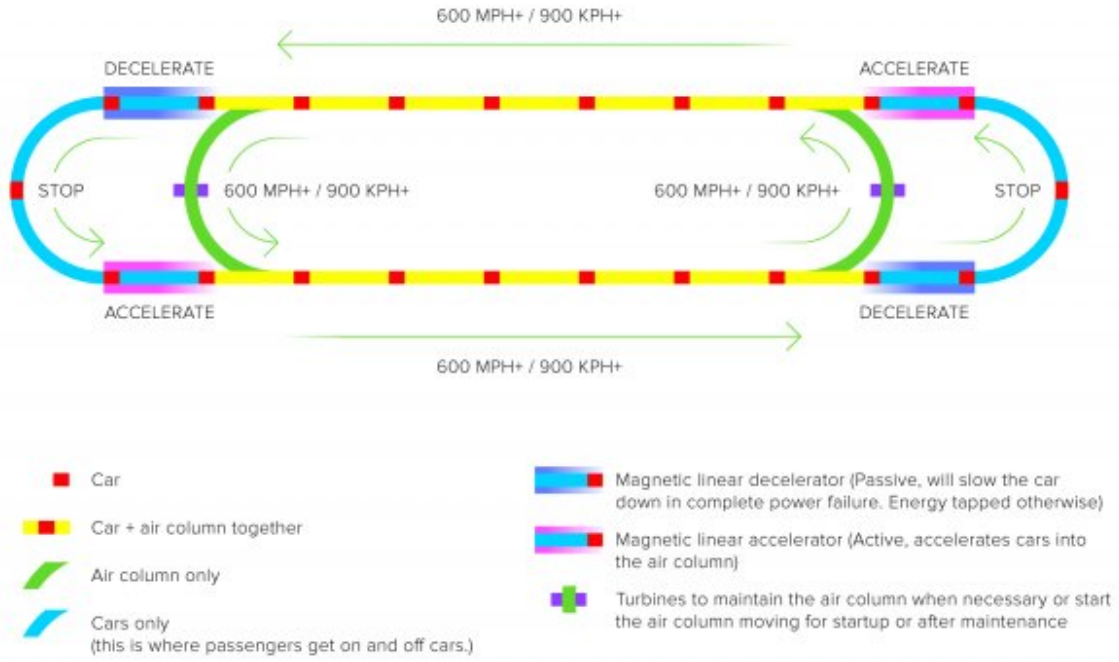 600 MPH+ / 900 KPH+
DECELERATE
ACCELERATE
STOP
600 MPH+ / 900 KPH+
600 MPH+ / 900 KPH+
STOP
ACCELERATE
DECELERATE
600 MPH+ / 900 KPH+
Car
Car + air column together
Air column only
Cars only
(this is where passengers get on and off cars.)
Magnetic linear decelerator (Passive, will slow the car
down in complete power failure. Energy tapped otherwise)
Magnetic linear accelerator (Active, accelerates cars into
the air column)
Turbines to maintain the air column when necessary or start
the air column moving for startup or after maintenance